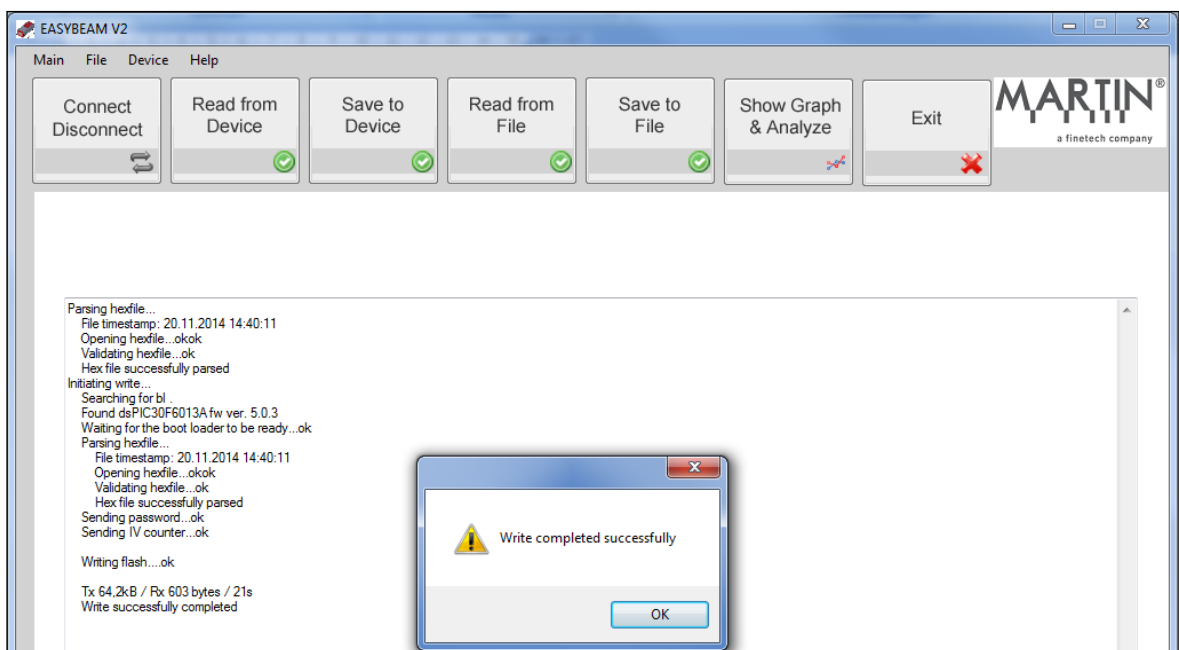 EASYBEAM V2
Main File Device Help
Connect
Disconnect
Read from
Device
Save to
Device
Read from
File
Save to
File
Show Graph
& Analyze
Exit
MARTIN®
a finetech company
Parsing hexfile...
File timestamp: 20.11.2014 14:40:11
Opening hexfile...okok
Validating hexfile...ok
Hex file successfully parsed
Initiating write...
Searching for bl .
Found dsPIC30F6013A fw ver. 5.0.3
Waiting for the boot loader to be ready...ok
Parsing hexfile...
File timestamp: 20.11.2014 14:40:11
Opening hexfile...okok
Validating hexfile...ok
Hex file successfully parsed
Sending password...ok
Sending IV counter...ok
Writing flash....ok
Tx 64,2kB / Rx 603 bytes / 21s
Write successfully completed
Write completed successfully
OK